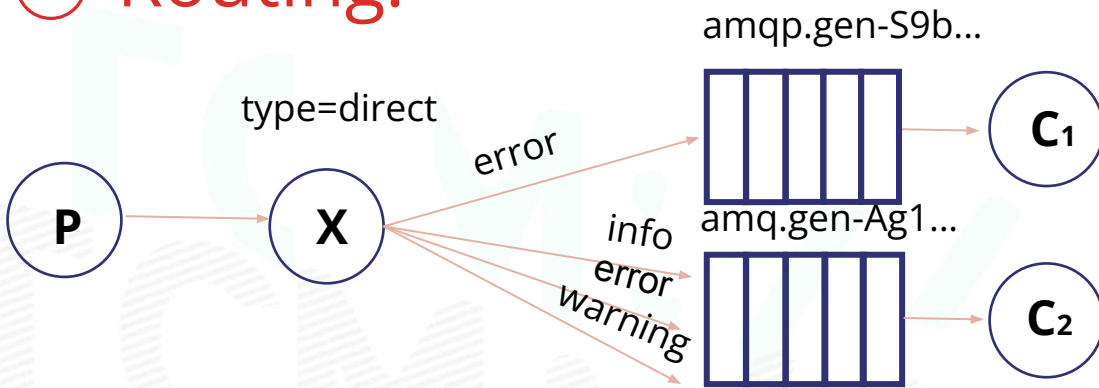 Routing:
amqp.gen-S9b...
type=direct
error
P
X
C1
amq.gen-Ag1...
info
error
warning
C2